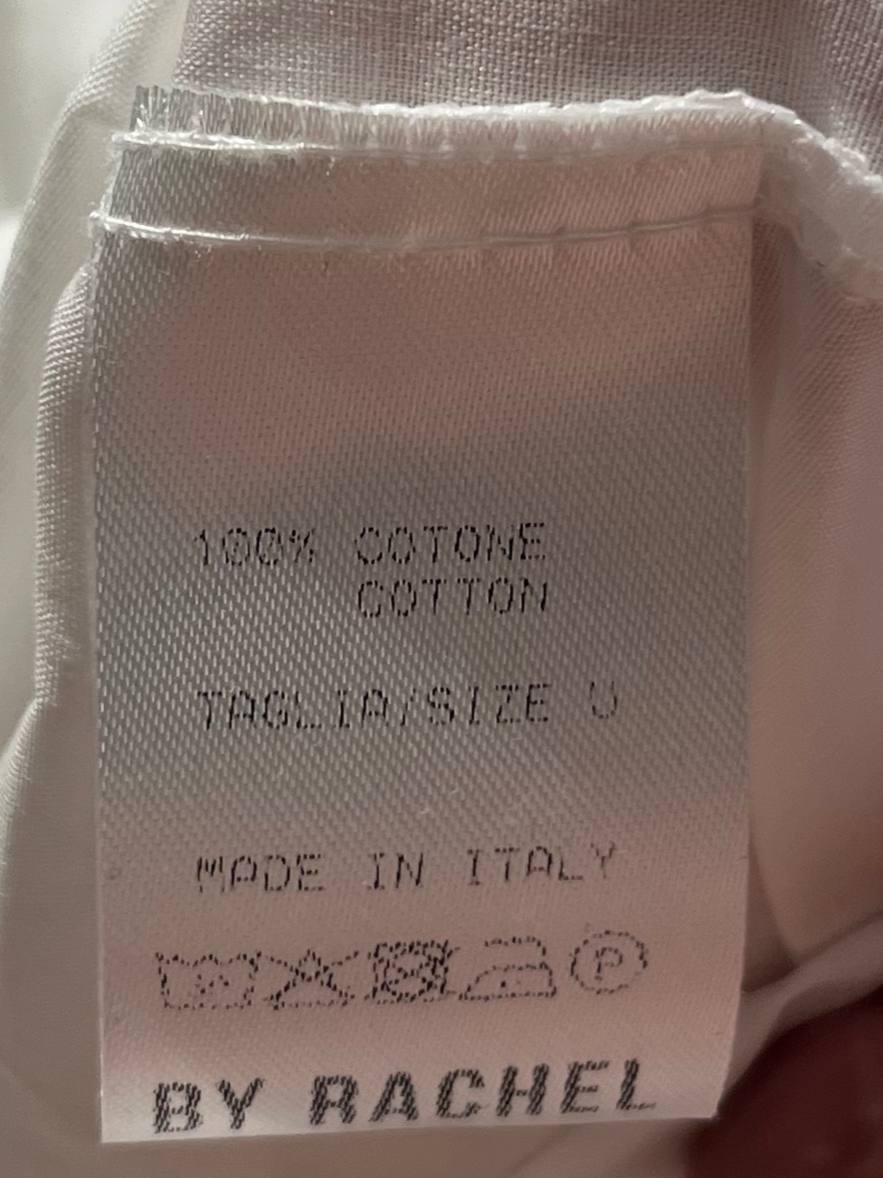 100% COTONE
COTTON
TAGLIA/SIZE U
MADE IN ITALY
P
BY RACHEL